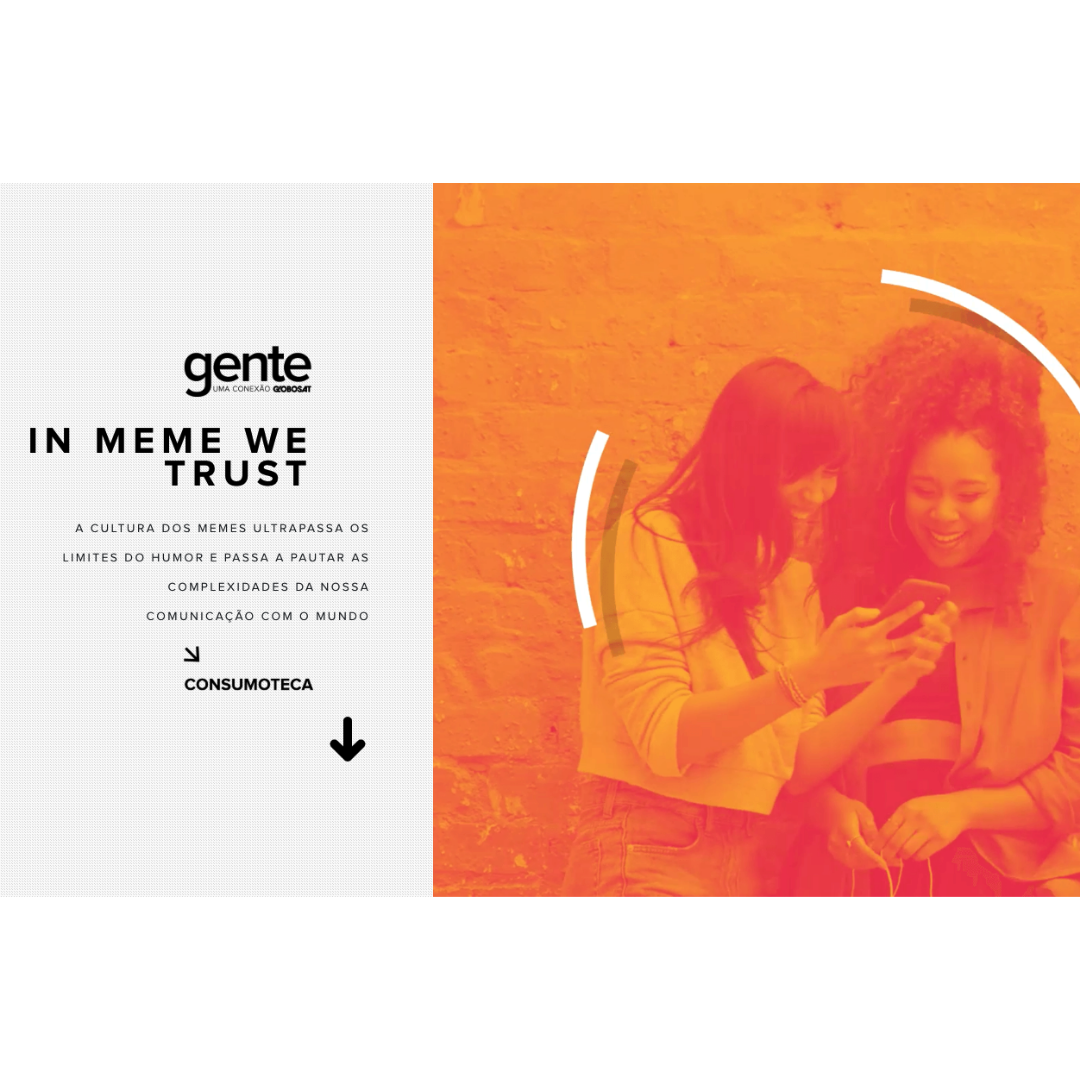 gente
UMA CONEXÃO GLOBOSAT
IN MEME WE
TRUST
A CULTURA DOS MEMES ULTRAPASSA OS
LIMITES DO HUMOR E PASSA A PAUTAR AS
COMPLEXIDADES DA NOSSA
COMUNICAÇÃO COM O MUNDO
CONSUMOTECA